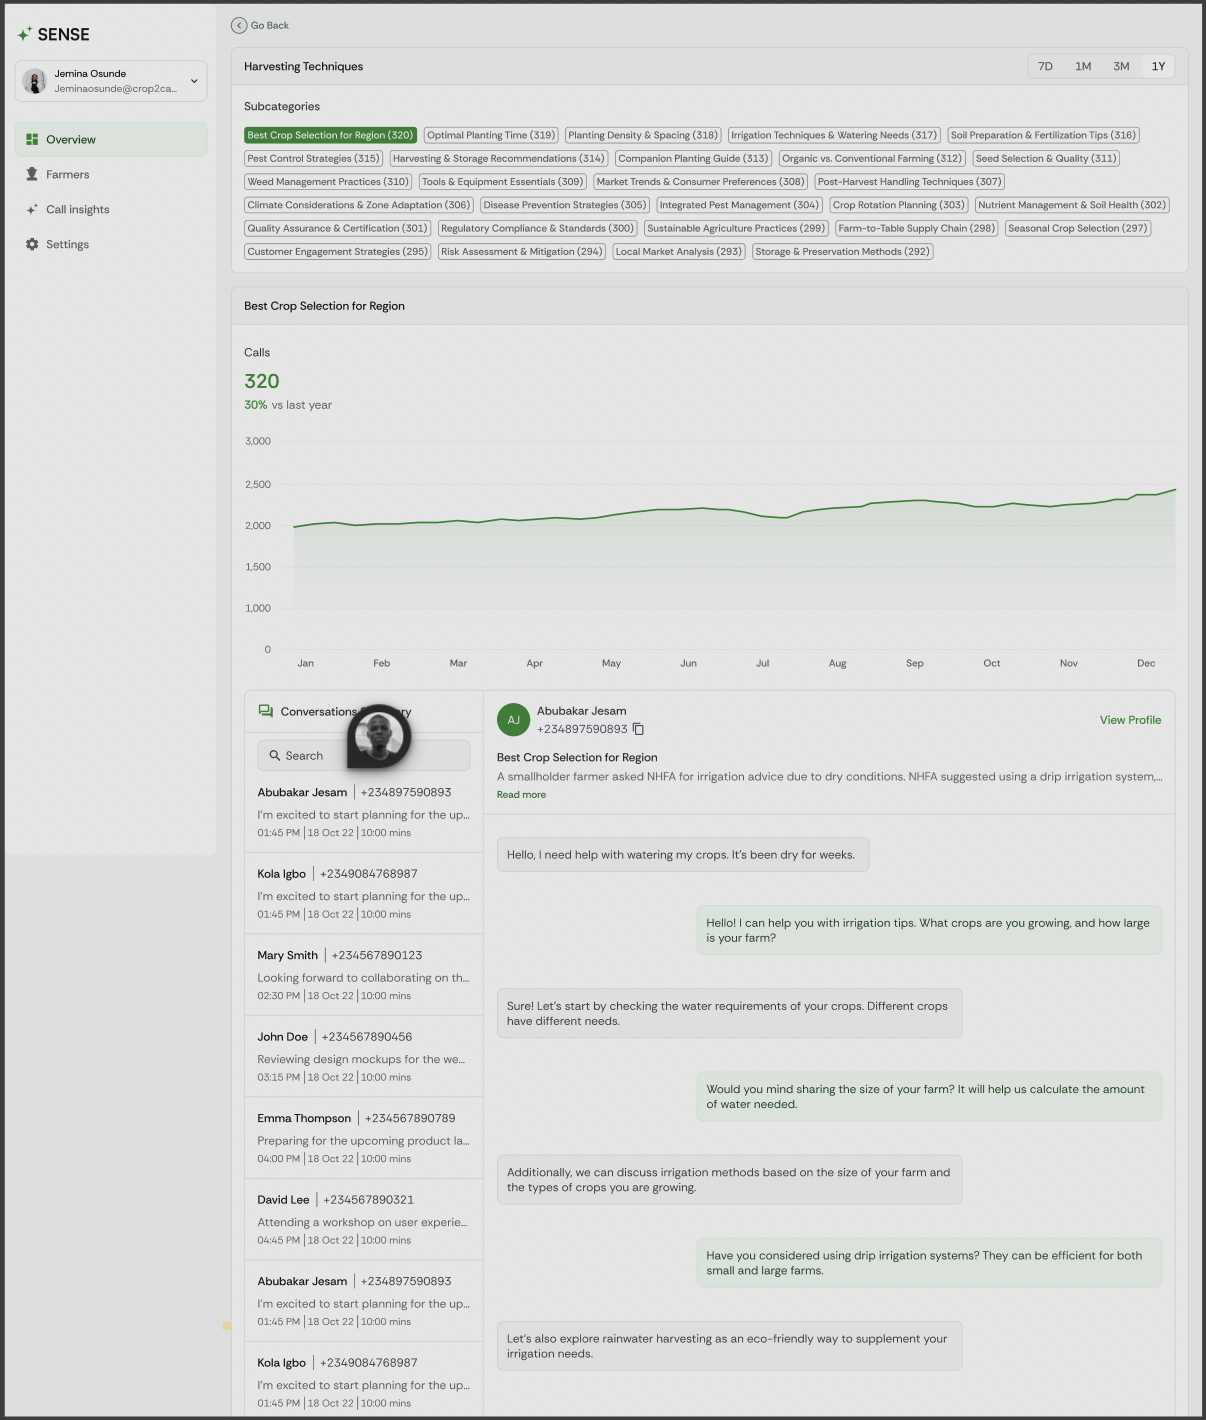 SENSE
Jemina Osunde
Jeminaosunde@crop2ca...
Overview
Farmers
Call insights
Settings
Go Back
Harvesting Techniques
7D 1M 3M 1Y
Subcategories
Best Crop Selection for Region (320) Optimal Planting Time (319) Planting Density & Spacing (318) Irrigation Techniques & Watering Needs (317) Soil Preparation & Fertilization Tips (316)
Pest Control Strategies (315) Harvesting & Storage Recommendations (314) Companion Planting Guide (313) Organic vs. Conventional Farming (312) Seed Selection & Quality (311)
Weed Management Practices (310) Tools & Equipment Essentials (309) Market Trends & Consumer Preferences (308) Post-Harvest Handling Techniques (307)
Climate Considerations & Zone Adaptation (306) Disease Prevention Strategies (305) Integrated Pest Management (304) Crop Rotation Planning (303) Nutrient Management & Soil Health (302)
Quality Assurance & Certification (301) Regulatory Compliance & Standards (300) Sustainable Agriculture Practices (299) Farm-to-Table Supply Chain (298) Seasonal Crop Selection (297)
Customer Engagement Strategies (295) Risk Assessment & Mitigation (294) Local Market Analysis (293) Storage & Preservation Methods (292)
Best Crop Selection for Region
Calls
320
30% vs last year
3,000
2,500
2,000
1,500
1,000
0
Jan Feb Mar Apr May Jun Jul Aug Sep Oct Nov Dec
Conversations
Search
Abubakar Jesam | +234897590893
I'm excited to start planning for the up...
01:45 PM | 18 Oct 22 | 10:00 mins
Kola Igbo | +2349084768987
I'm excited to start planning for the up...
01:45 PM | 18 Oct 22 | 10:00 mins
Mary Smith | +234567890123
Looking forward to collaborating on th...
02:30 PM | 18 Oct 22 | 10:00 mins
John Doe | +234567890456
Reviewing design mockups for the we...
03:15 PM | 18 Oct 22 | 10:00 mins
Emma Thompson | +234567890789
Preparing for the upcoming product la...
04:00 PM | 18 Oct 22 | 10:00 mins
David Lee | +234567890321
Attending a workshop on user experie...
04:45 PM | 18 Oct 22 | 10:00 mins
Abubakar Jesam | +234897590893
I'm excited to start planning for the up...
01:45 PM | 18 Oct 22 | 10:00 mins
Kola Igbo | +2349084768987
I'm excited to start planning for the up...
01:45 PM | 18 Oct 22 | 10:00 mins
AJ
Abubakar Jesam
+234897590893
View Profile
Best Crop Selection for Region
A smallholder farmer asked NHFA for irrigation advice due to dry conditions. NHFA suggested using a drip irrigation system,...
Read more
Hello, I need help with watering my crops. It's been dry for weeks.
Hello! I can help you with irrigation tips. What crops are you growing, and how large
is your farm?
Sure! Let's start by checking the water requirements of your crops. Different crops
have different needs.
Would you mind sharing the size of your farm? It will help us calculate the amount
of water needed.
Additionally, we can discuss irrigation methods based on the size of your farm and
the types of crops you are growing.
Have you considered using drip irrigation systems? They can be efficient for both
small and large farms.
Let's also explore rainwater harvesting as an eco-friendly way to supplement your
irrigation needs.